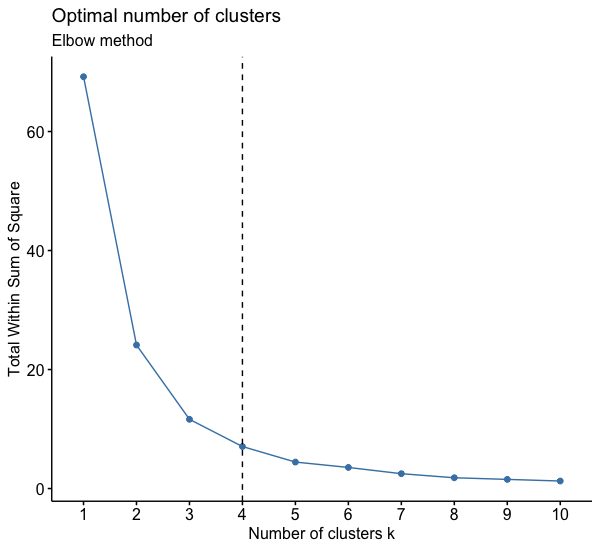 Optimal number of clusters
Elbow method
Total Within Sum of Square
60
40
20
0
1 2 3 4 5 6 7 8 9 10
Number of clusters k